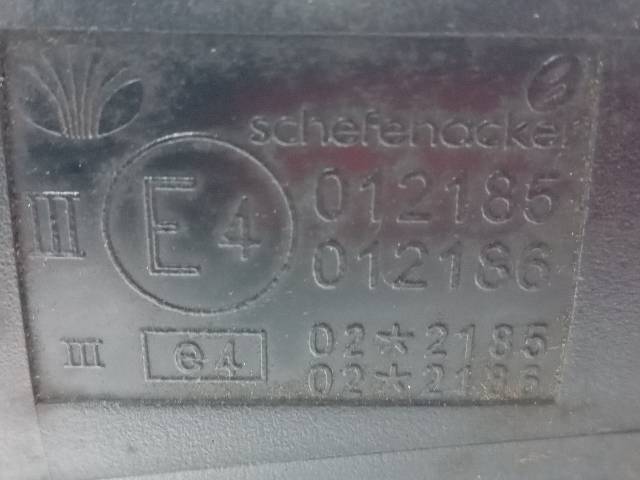 schefenacker
III E4 012185
012186
III e4 02*2185
02*2186